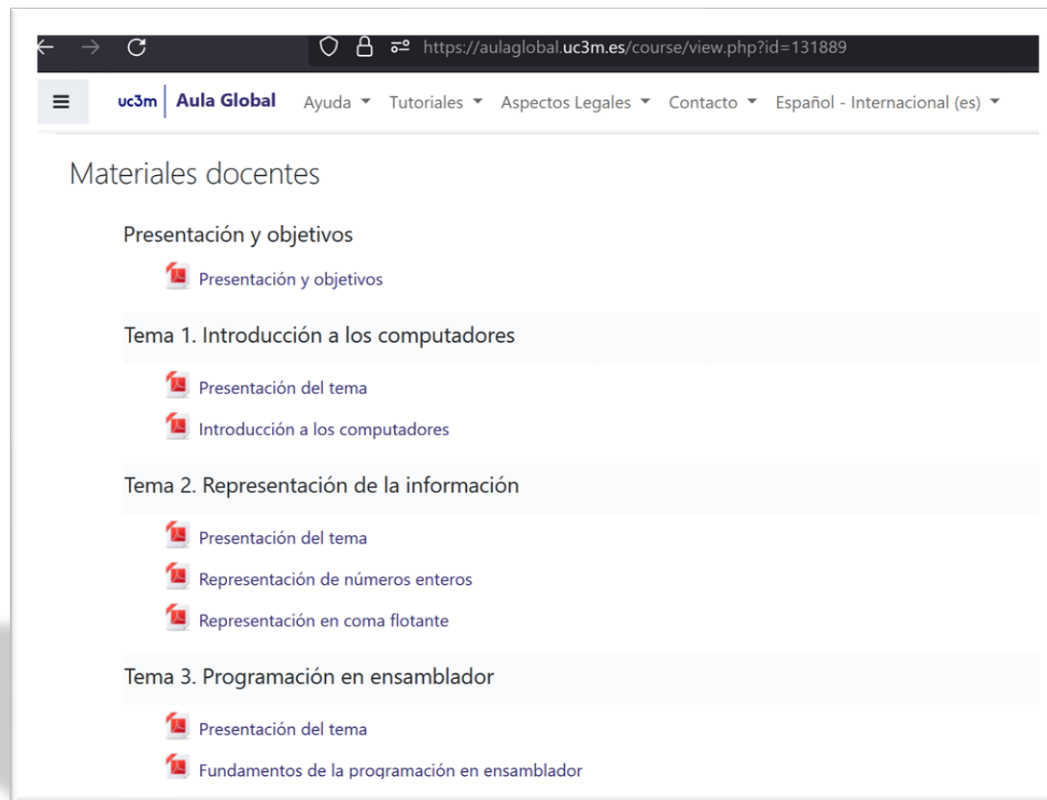 https://aulaglobal.uc3m.es/course/view.php?id=131889
uc3m Aula Global Ayuda Tutoriales Aspectos Legales Contacto Español - Internacional (es)
Materiales docentes
Presentación y objetivos
Presentación y objetivos
Tema 1. Introducción a los computadores
Presentación del tema
Introducción a los computadores
Tema 2. Representación de la información
Presentación del tema
Representación de números enteros
Representación en coma flotante
Tema 3. Programación en ensamblador
Presentación del tema
Fundamentos de la programación en ensamblador